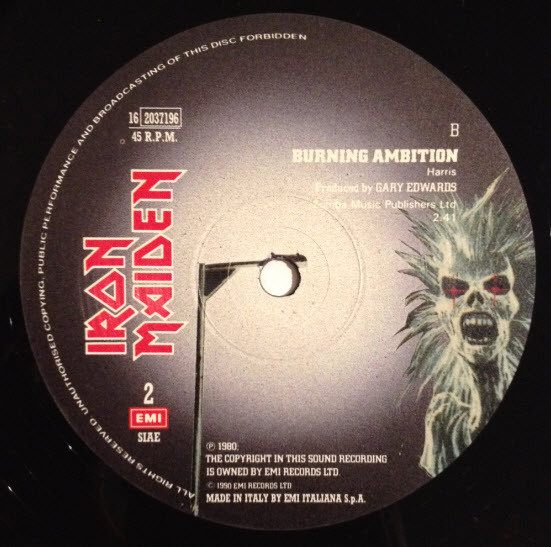 ALL RIGHTS RESERVED. UNAUTHORISED COPYING, PUBLIC PERFORMANCE AND BROADCASTING OF THIS DISC FORBIDDEN
16 2037196
45 R.P.M.
B
BURNING AMBITION
Harris
Produced by GARY EDWARDS
Music Publishers Ltd
2:41
IRON
MAIDEN
2
EMI
SIAE
℗ 1980.
THE COPYRIGHT IN THIS SOUND RECORDING
IS OWNED BY EMI RECORDS LTD.
© 1990 EMI RECORDS LTD
MADE IN ITALY BY EMI ITALIANA S.p.A.